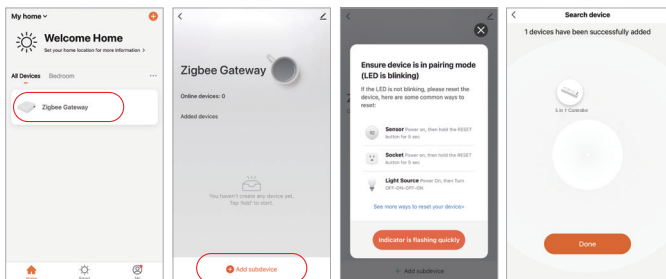 My home
Welcome Home
Set your home location for more information >
All Devices Bedroom ...
Zigbee Gateway
Home Smart Me
Zigbee Gateway
Online devices: 0
Added devices
You haven't create any device yet.
Tap "Add" to start.
Add subdevice
Ensure device is in pairing mode
(LED is blinking)
If the LED is not blinking, please reset the
device, here are some common ways to
reset:
Sensor Power on, then hold the RESET
button for 5 sec
Socket Power on, then hold the RESET
button for 5 sec
Light Source Power On, then Turn
OFF-ON-OFF-ON
See more ways to reset your device>
Indicator is flashing quickly
+ Add subdevice
Search device
1 devices have been successfully added
5 in 1 Controller
Done